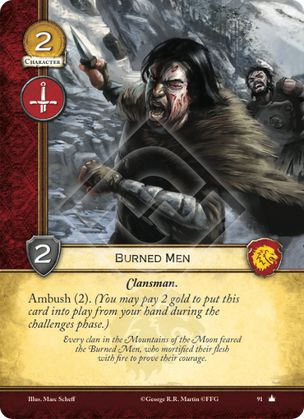 2
CHARACTER
2
BURNED MEN
Clansman.
Ambush (2). (You may pay 2 gold to put this
card into play from your hand during the
challenges phase.)
Every clan in the Mountains of the Moon feared
the Burned Men, who mortified their flesh
with fire to prove their courage.
Illus. Marc Scheff ©George R.R. Martin ©FFG 91